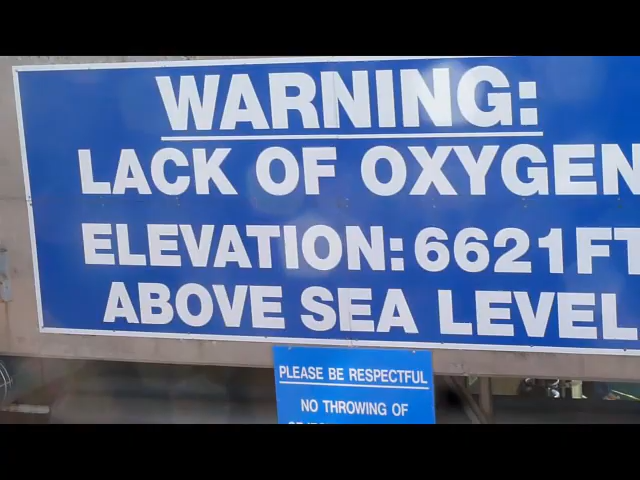 WARNING:
LACK OF OXYGEN
ELEVATION: 6621FT
ABOVE SEA LEVEL
PLEASE BE RESPECTFUL
NO THROWING OF